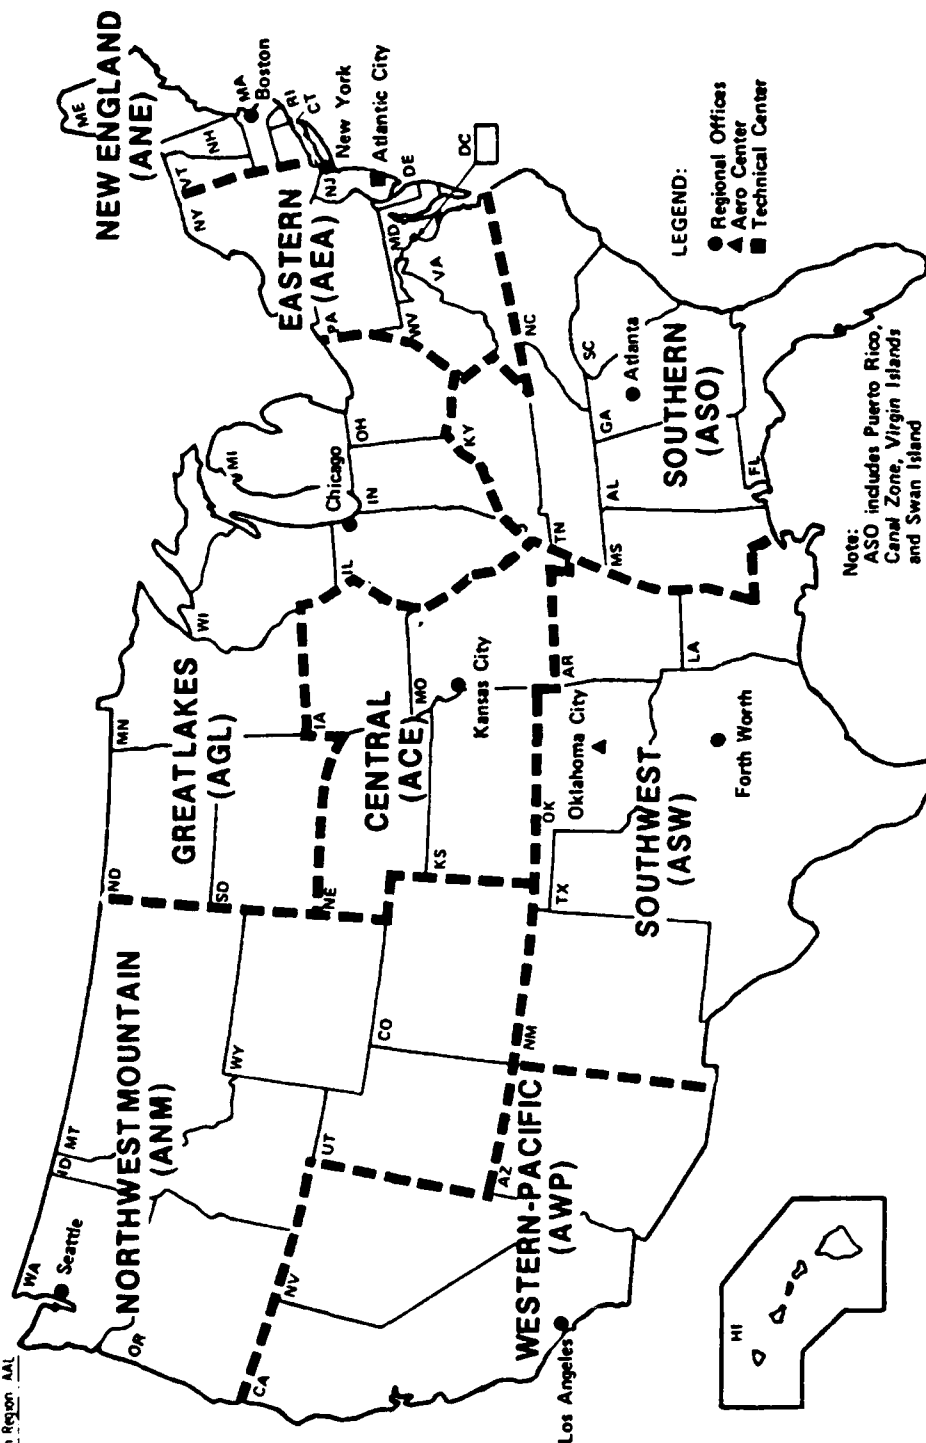 n Region AAL
WA
Seattle
ID
MT
NORTHWEST MOUNTAIN
(ANM)
OR
WY
CA
NV
UT
CO
WESTERN-PACIFIC
(AWP)
AZ
NM
Los Angeles
HI
ND
MN
GREAT LAKES
(AGL)
SD
WI
MI
Chicago
NE
IA
IL
IN
OH
CENTRAL
(ACE)
MO
Kansas City
KS
KY
OK
Oklahoma City
AR
TX
SOUTHWEST
(ASW)
Forth Worth
LA
TN
MS
AL
GA
SC
NC
Atlanta
SOUTHERN
(ASO)
FL
NEW ENGLAND
(ANE)
ME
VT
NH
MA
Boston
RI
CT
NY
New York
EASTERN
(AEA)
PA
NJ
Atlantic City
DE
MD
DC
WV
VA
LEGEND:
Regional Offices
Aero Center
Technical Center
Note:
ASO includes Puerto Rico,
Canal Zone, Virgin Islands
and Swan Island